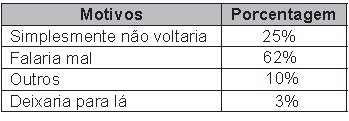 Motivos Porcentagem
Simplesmente não voltaria 25%
Falaria mal 62%
Outros 10%
Deixaria para lá 3%